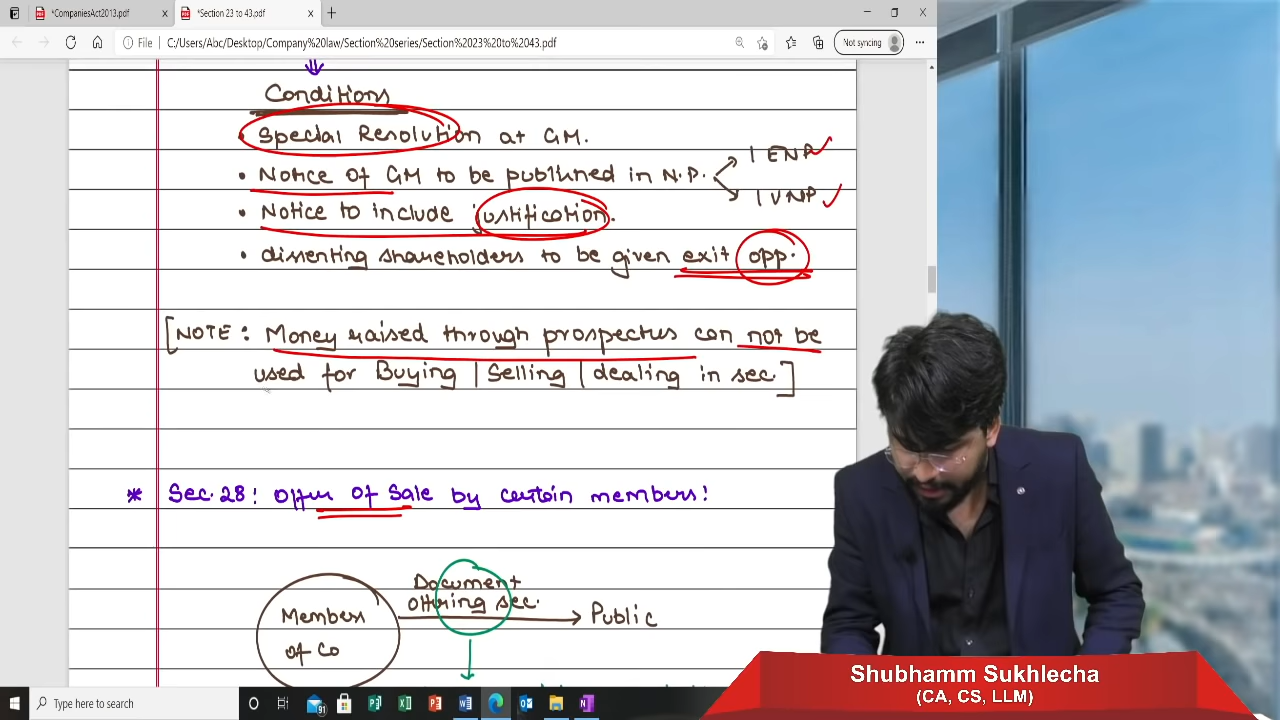 *CompaniesAct2013.pdf
*Section 23 to 43.pdf
File
C:/Users/Abc/Desktop/Company%20law/Section%20series/Section%2023%20to%2043.pdf
Not syncing
Conditions
• Special Resolution at GM.
• Notice of GM to be published in N.P.
1 ENP
1 VNP
• Notice to include justification.
• dissenting shareholders to be given exit opp.
[NOTE: Money raised through prospectus can not be
used for Buying | Selling | dealing in sec]
* Sec. 28: Offer of Sale by certain members!
Document
offering sec.
Members
of Co
Public
Shubhamm Sukhlecha
(CA, CS, LLM)
Type here to search
91